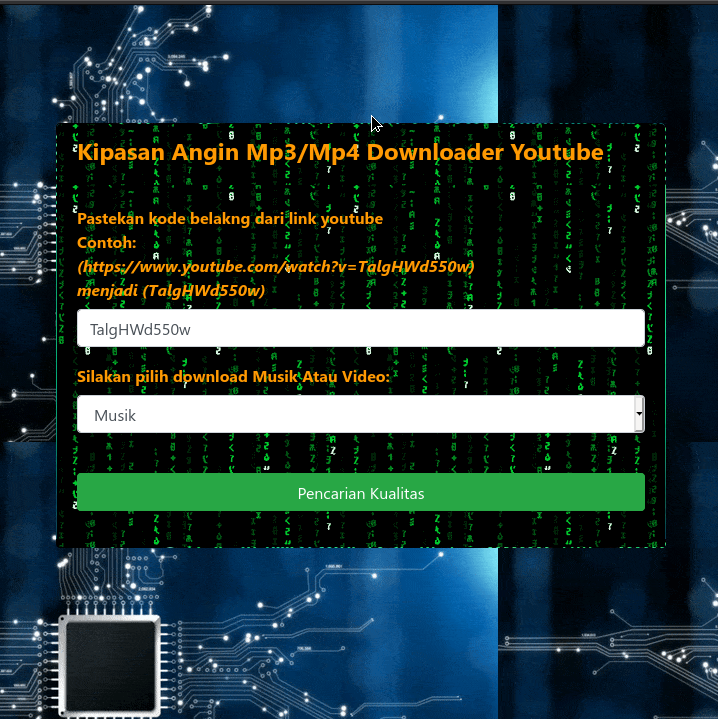 Kipasan Angin Mp3/Mp4 Downloader Youtube
Pastekan kode belakng dari link youtube
Contoh:
(https://www.youtube.com/watch?v=TalgHWd550w)
menjadi (TalgHWd550w)
TalgHWd550w
Silakan pilih download Musik Atau Video:
Musik
Pencarian Kualitas